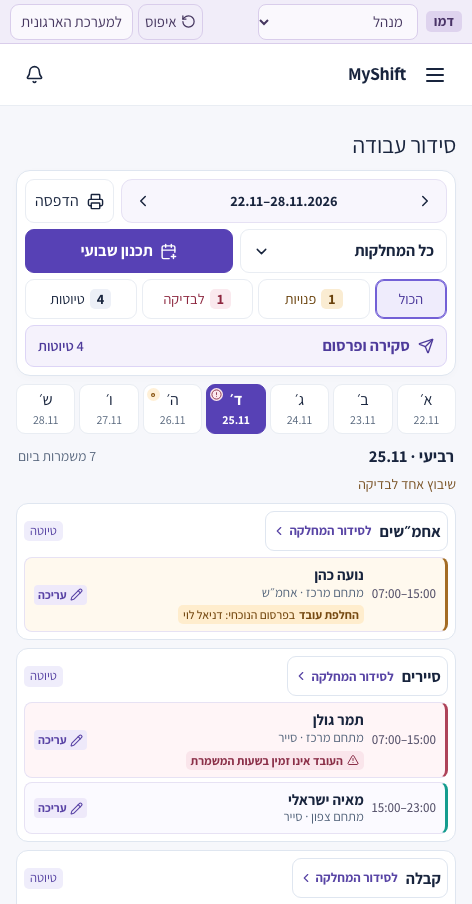 דמו
מנהל
איפוס
למערכת הארגונית
MyShift
סידור עבודה
22.11–28.11.2026
הדפסה
כל המחלקות
תכנון שבועי
הכול
1 פנויות
1 לבדיקה
4 טיוטות
סקירה ופרסום
4 טיוטות
א׳ 22.11
ב׳ 23.11
ג׳ 24.11
ד׳ 25.11
ה׳ 26.11
ו׳ 27.11
ש׳ 28.11
רביעי · 25.11
7 משמרות ביום
שיבוץ אחד לבדיקה
אחמ״שים
לסידור המחלקה
טיוטה
נועה כהן
07:00–15:00
מתחם מרכז · אחמ״ש
החלפת עובד בפרסום הנוכחי: דניאל לוי
עריכה
סיירים
לסידור המחלקה
טיוטה
תמר גולן
07:00–15:00
מתחם מרכז · סייר
העובד אינו זמין בשעות המשמרת
עריכה
מאיה ישראלי
15:00–23:00
מתחם צפון · סייר
עריכה
קבלה
לסידור המחלקה
טיוטה